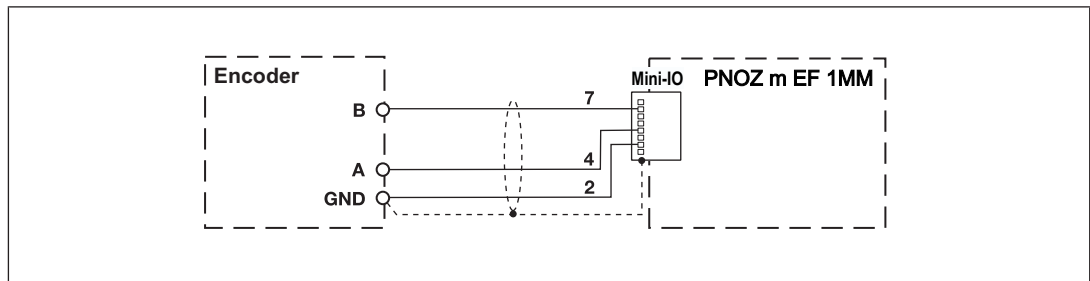 Encoder
Mini-IO
PNOZ m EF 1MM
B
7
A
4
GND
2